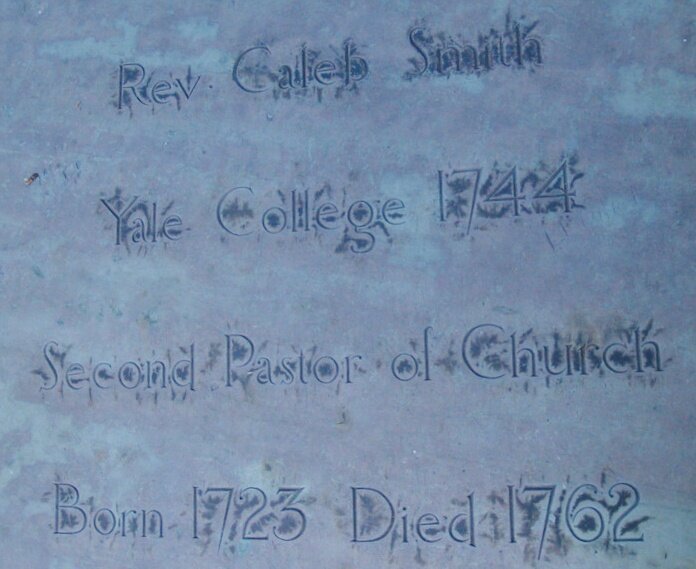 Rev Caleb Smith
Yale College 1744
Second Pastor of Church
Born 1723 Died 1762